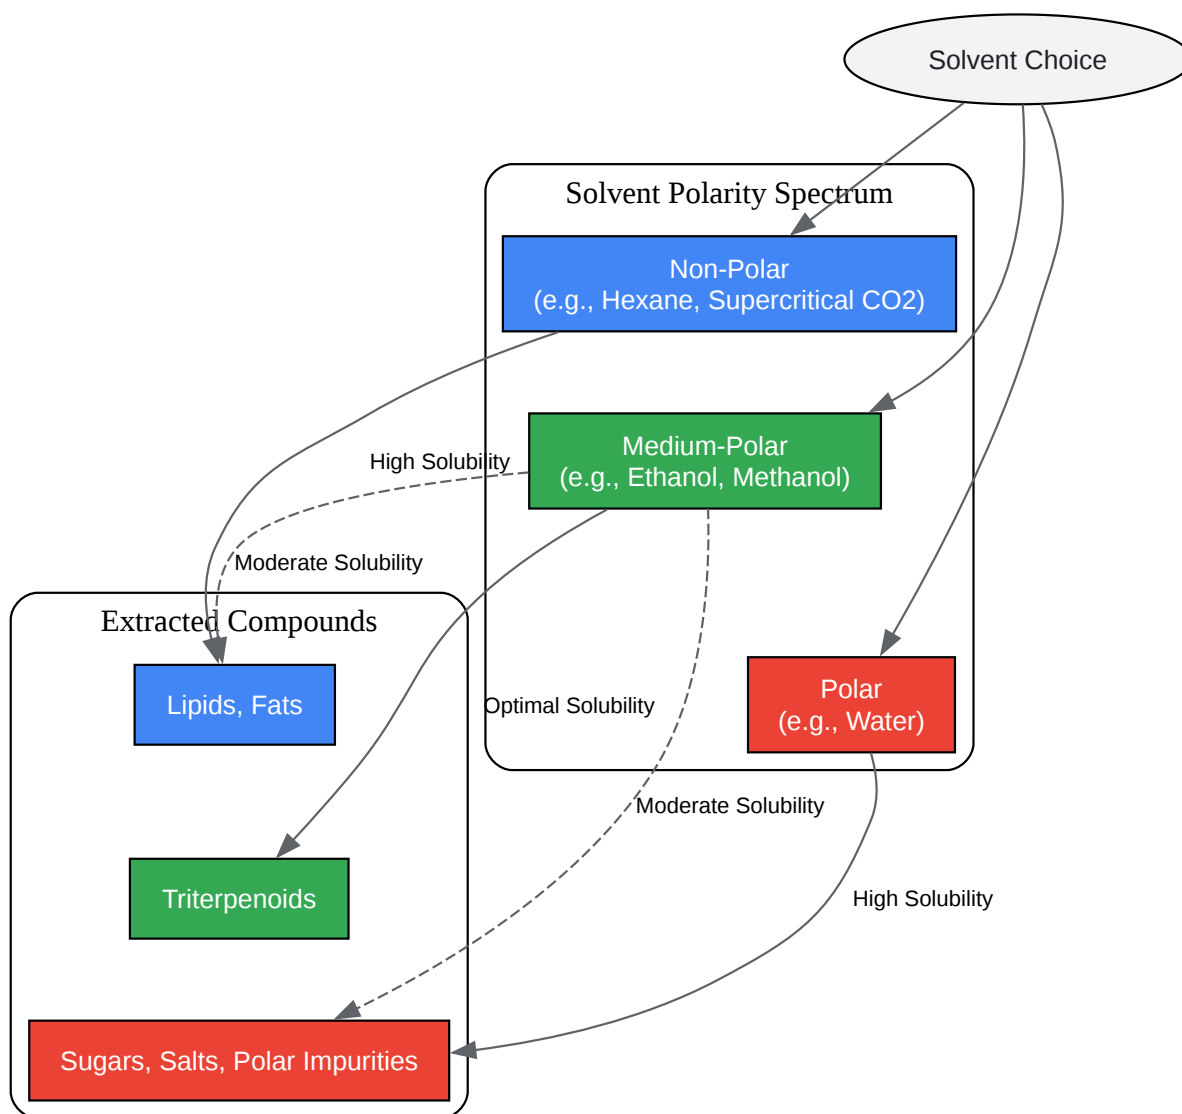 Solvent Choice
Solvent Polarity Spectrum
Non-Polar
(e.g., Hexane, Supercritical CO2)
Medium-Polar
(e.g., Ethanol, Methanol)
High Solubility
Moderate Solubility
Extracted Compounds
Lipids, Fats
Polar
(e.g., Water)
Optimal Solubility
Moderate Solubility
Triterpenoids
High Solubility
Sugars, Salts, Polar Impurities